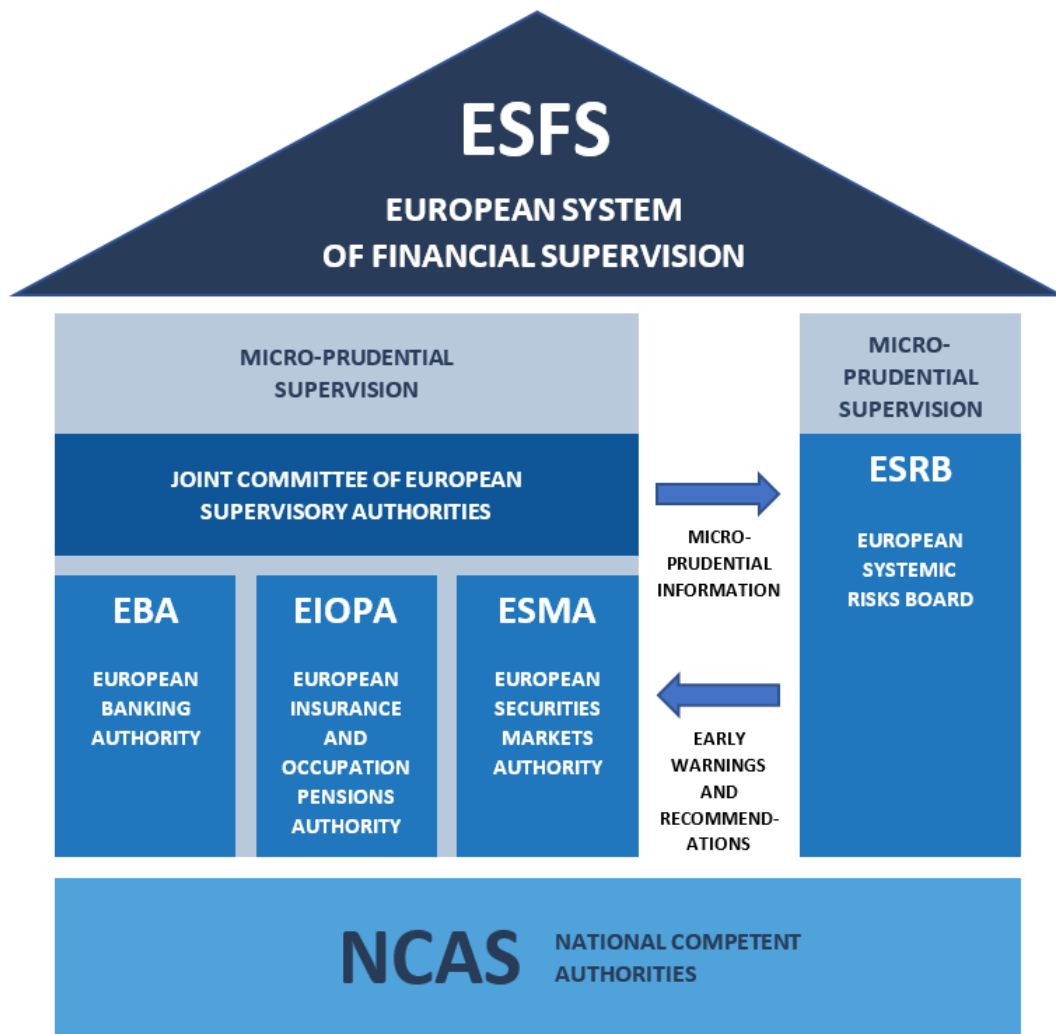 ESFS
EUROPEAN SYSTEM
OF FINANCIAL SUPERVISION
MICRO-PRUDENTIAL
SUPERVISION
JOINT COMMITTEE OF EUROPEAN
SUPERVISORY AUTHORITIES
EBA
EUROPEAN
BANKING
AUTHORITY
EIOPA
EUROPEAN
INSURANCE
AND
OCCUPATION
PENSIONS
AUTHORITY
ESMA
EUROPEAN
SECURITIES
MARKETS
AUTHORITY
MICRO-
PRUDENTIAL
INFORMATION
EARLY
WARNINGS
AND
RECOMMEND-
ATIONS
MICRO-
PRUDENTIAL
SUPERVISION
ESRB
EUROPEAN
SYSTEMIC
RISKS BOARD
NCAS
NATIONAL COMPETENT
AUTHORITIES